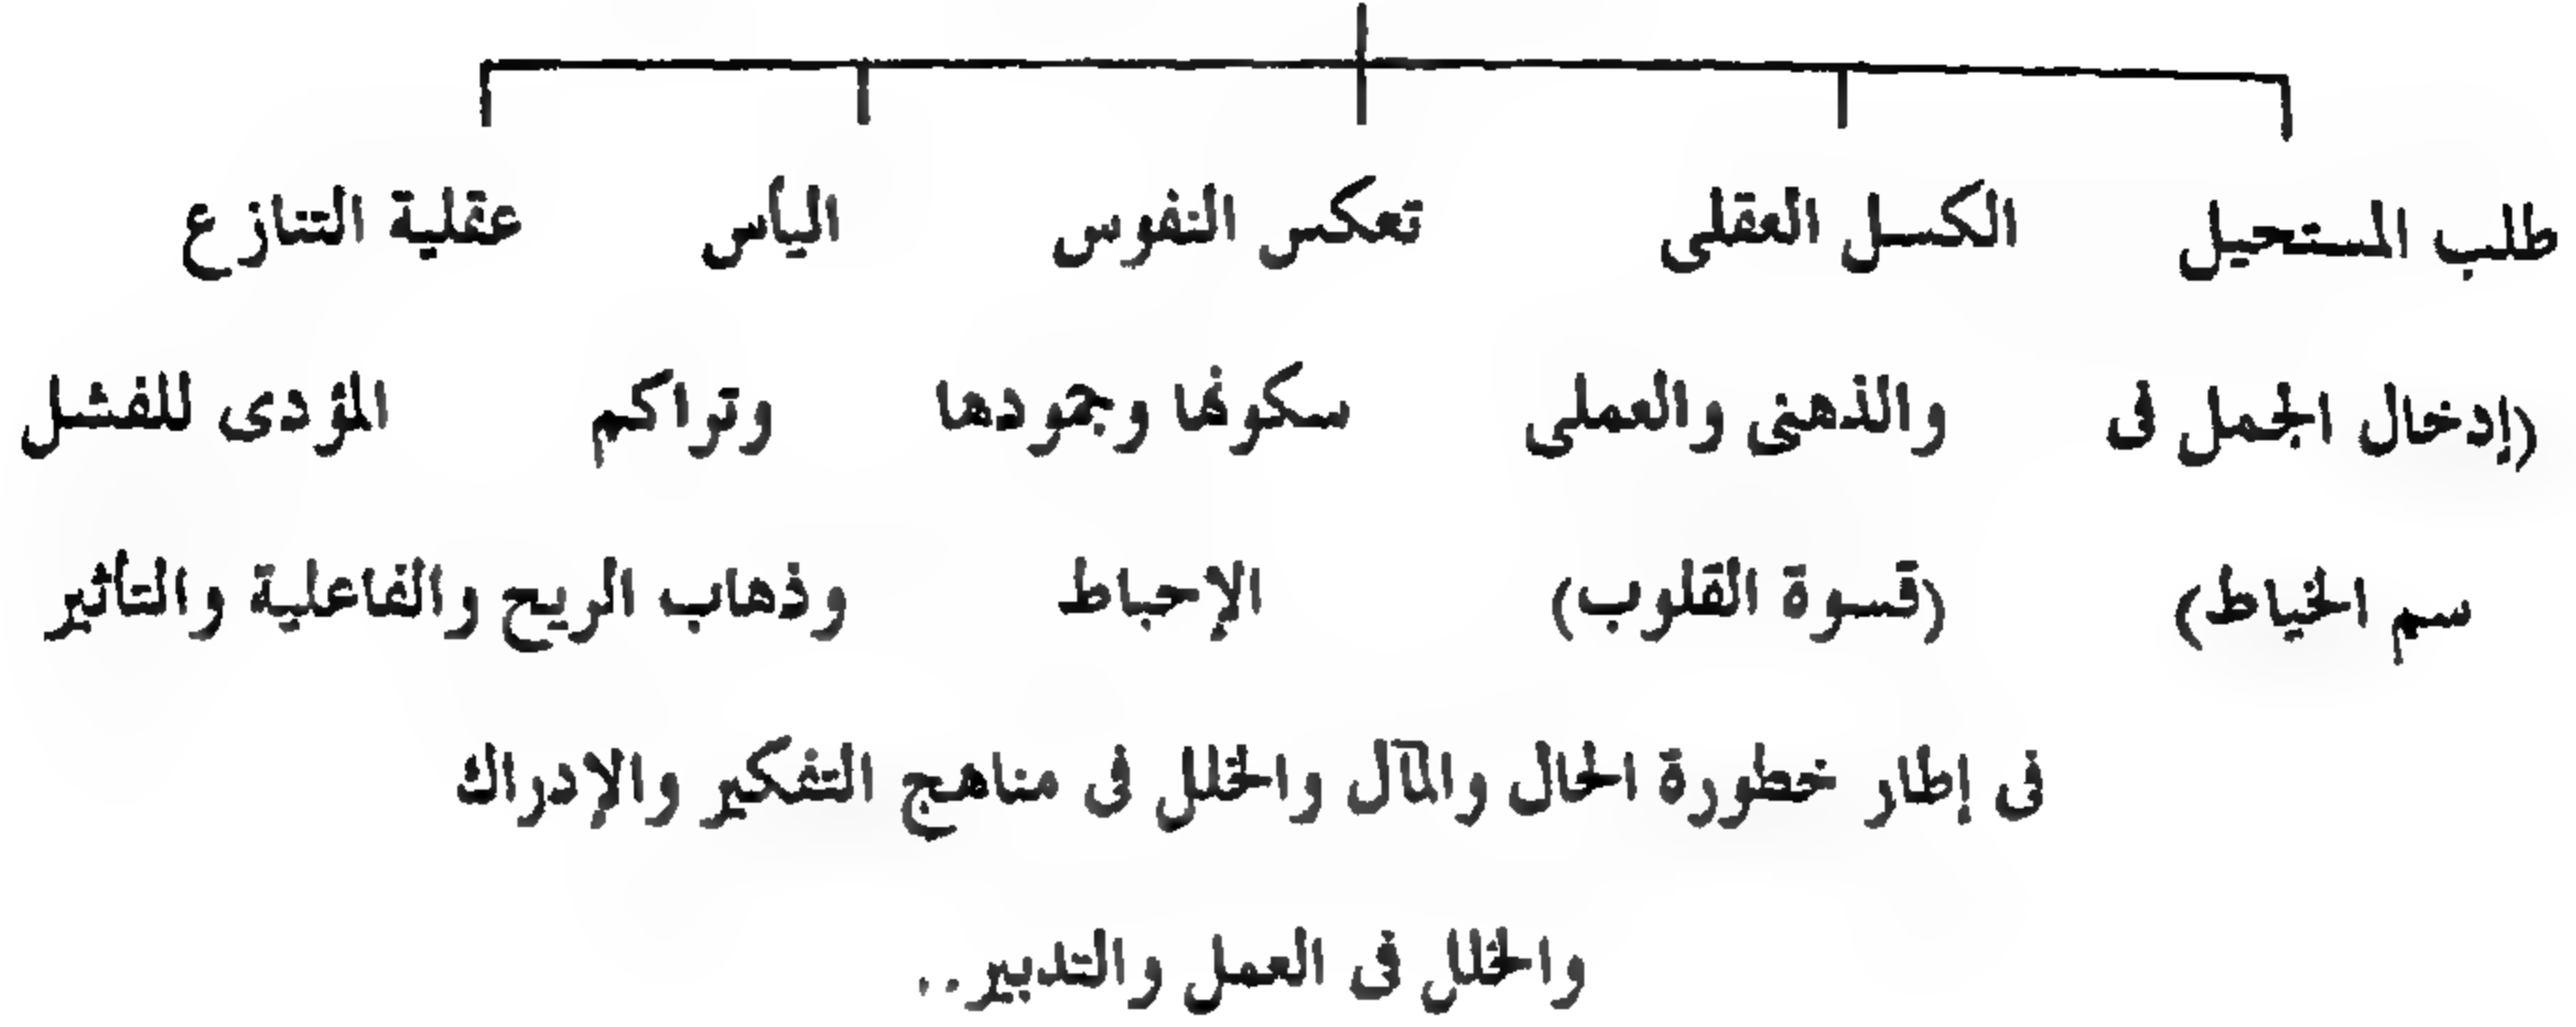 طلب المستحيل الكسل العقلى تعكس النفوس اليأس عقلية التنازع
(إدخال الجمل فى والذهنى والعملى سكونها وجمودها وتراكم المؤدى للفشل
سم الخياط) (قسوة القلوب) الإحباط وذهاب الريح والفاعلية والتأثير
فى إطار خطورة الحال والمآل والخلل فى مناهج التفكير والإدراك
والخلل فى العمل والتدبير..